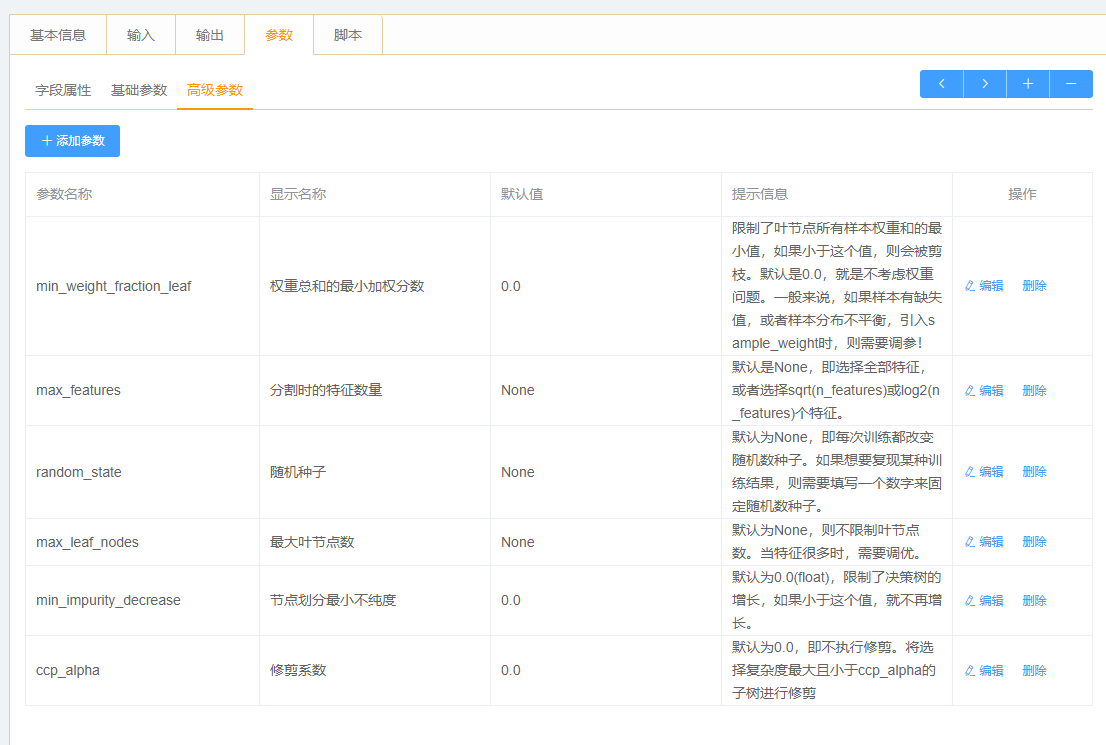 基本信息
输入
输出
参数
脚本
字段属性
基础参数
高级参数
添加参数
参数名称
显示名称
默认值
提示信息
操作
min_weight_fraction_leaf
权重总和的最小加权分数
0.0
限制了叶节点所有样本权重和的最
小值，如果小于这个值，则会被剪
枝。默认是0.0，就是不考虑权重
问题。一般来说，如果样本有缺失
值，或者样本分布不平衡，引入s
ample_weight时，则需要调参！
编辑
删除
max_features
分割时的特征数量
None
默认是None，即选择全部特征，
或者选择sqrt(n_features)或log2(n
_features)个特征。
编辑
删除
random_state
随机种子
None
默认为None，即每次训练都改变
随机数种子。如果想要复现某种训
练结果，则需要填写一个数字来固
定随机数种子。
编辑
删除
max_leaf_nodes
最大叶节点数
None
默认为None，则不限制叶节点
数。当特征很多时，需要调优。
编辑
删除
min_impurity_decrease
节点划分最小不纯度
0.0
默认为0.0(float)，限制了决策树的
增长，如果小于这个值，就不再增
长。
编辑
删除
ccp_alpha
修剪系数
0.0
默认为0.0，即不执行修剪。将选
择复杂度最大且小于ccp_alpha的
子树进行修剪
编辑
删除